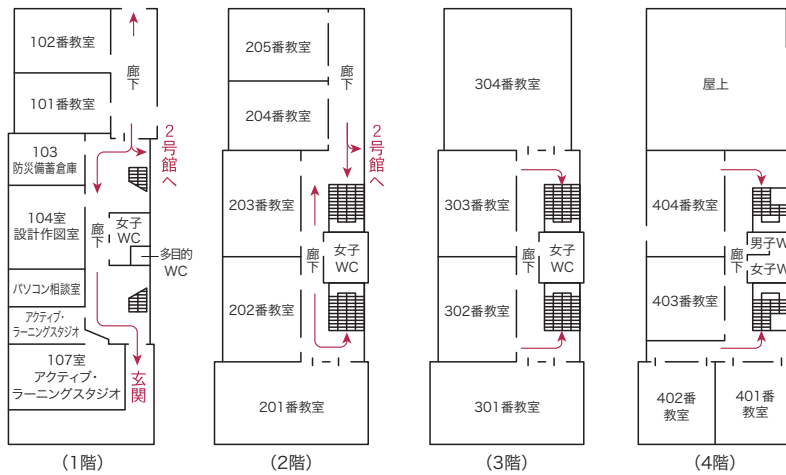 102番教室
廊下
101番教室
2号館へ
103
防災備蓄倉庫
104室
設計作図室
廊下
女子
WC
多目的
WC
パソコン相談室
アクティブ・
ラーニングスタジオ
107室
アクティブ・
ラーニングスタジオ
玄関
(1階)
205番教室
廊下
204番教室
2号館へ
203番教室
廊下
女子
WC
202番教室
201番教室
(2階)
304番教室
303番教室
廊下
女子
WC
302番教室
301番教室
(3階)
屋上
404番教室
廊下
男子W
女子W
403番教室
402番
教室
401番
教室
(4階)